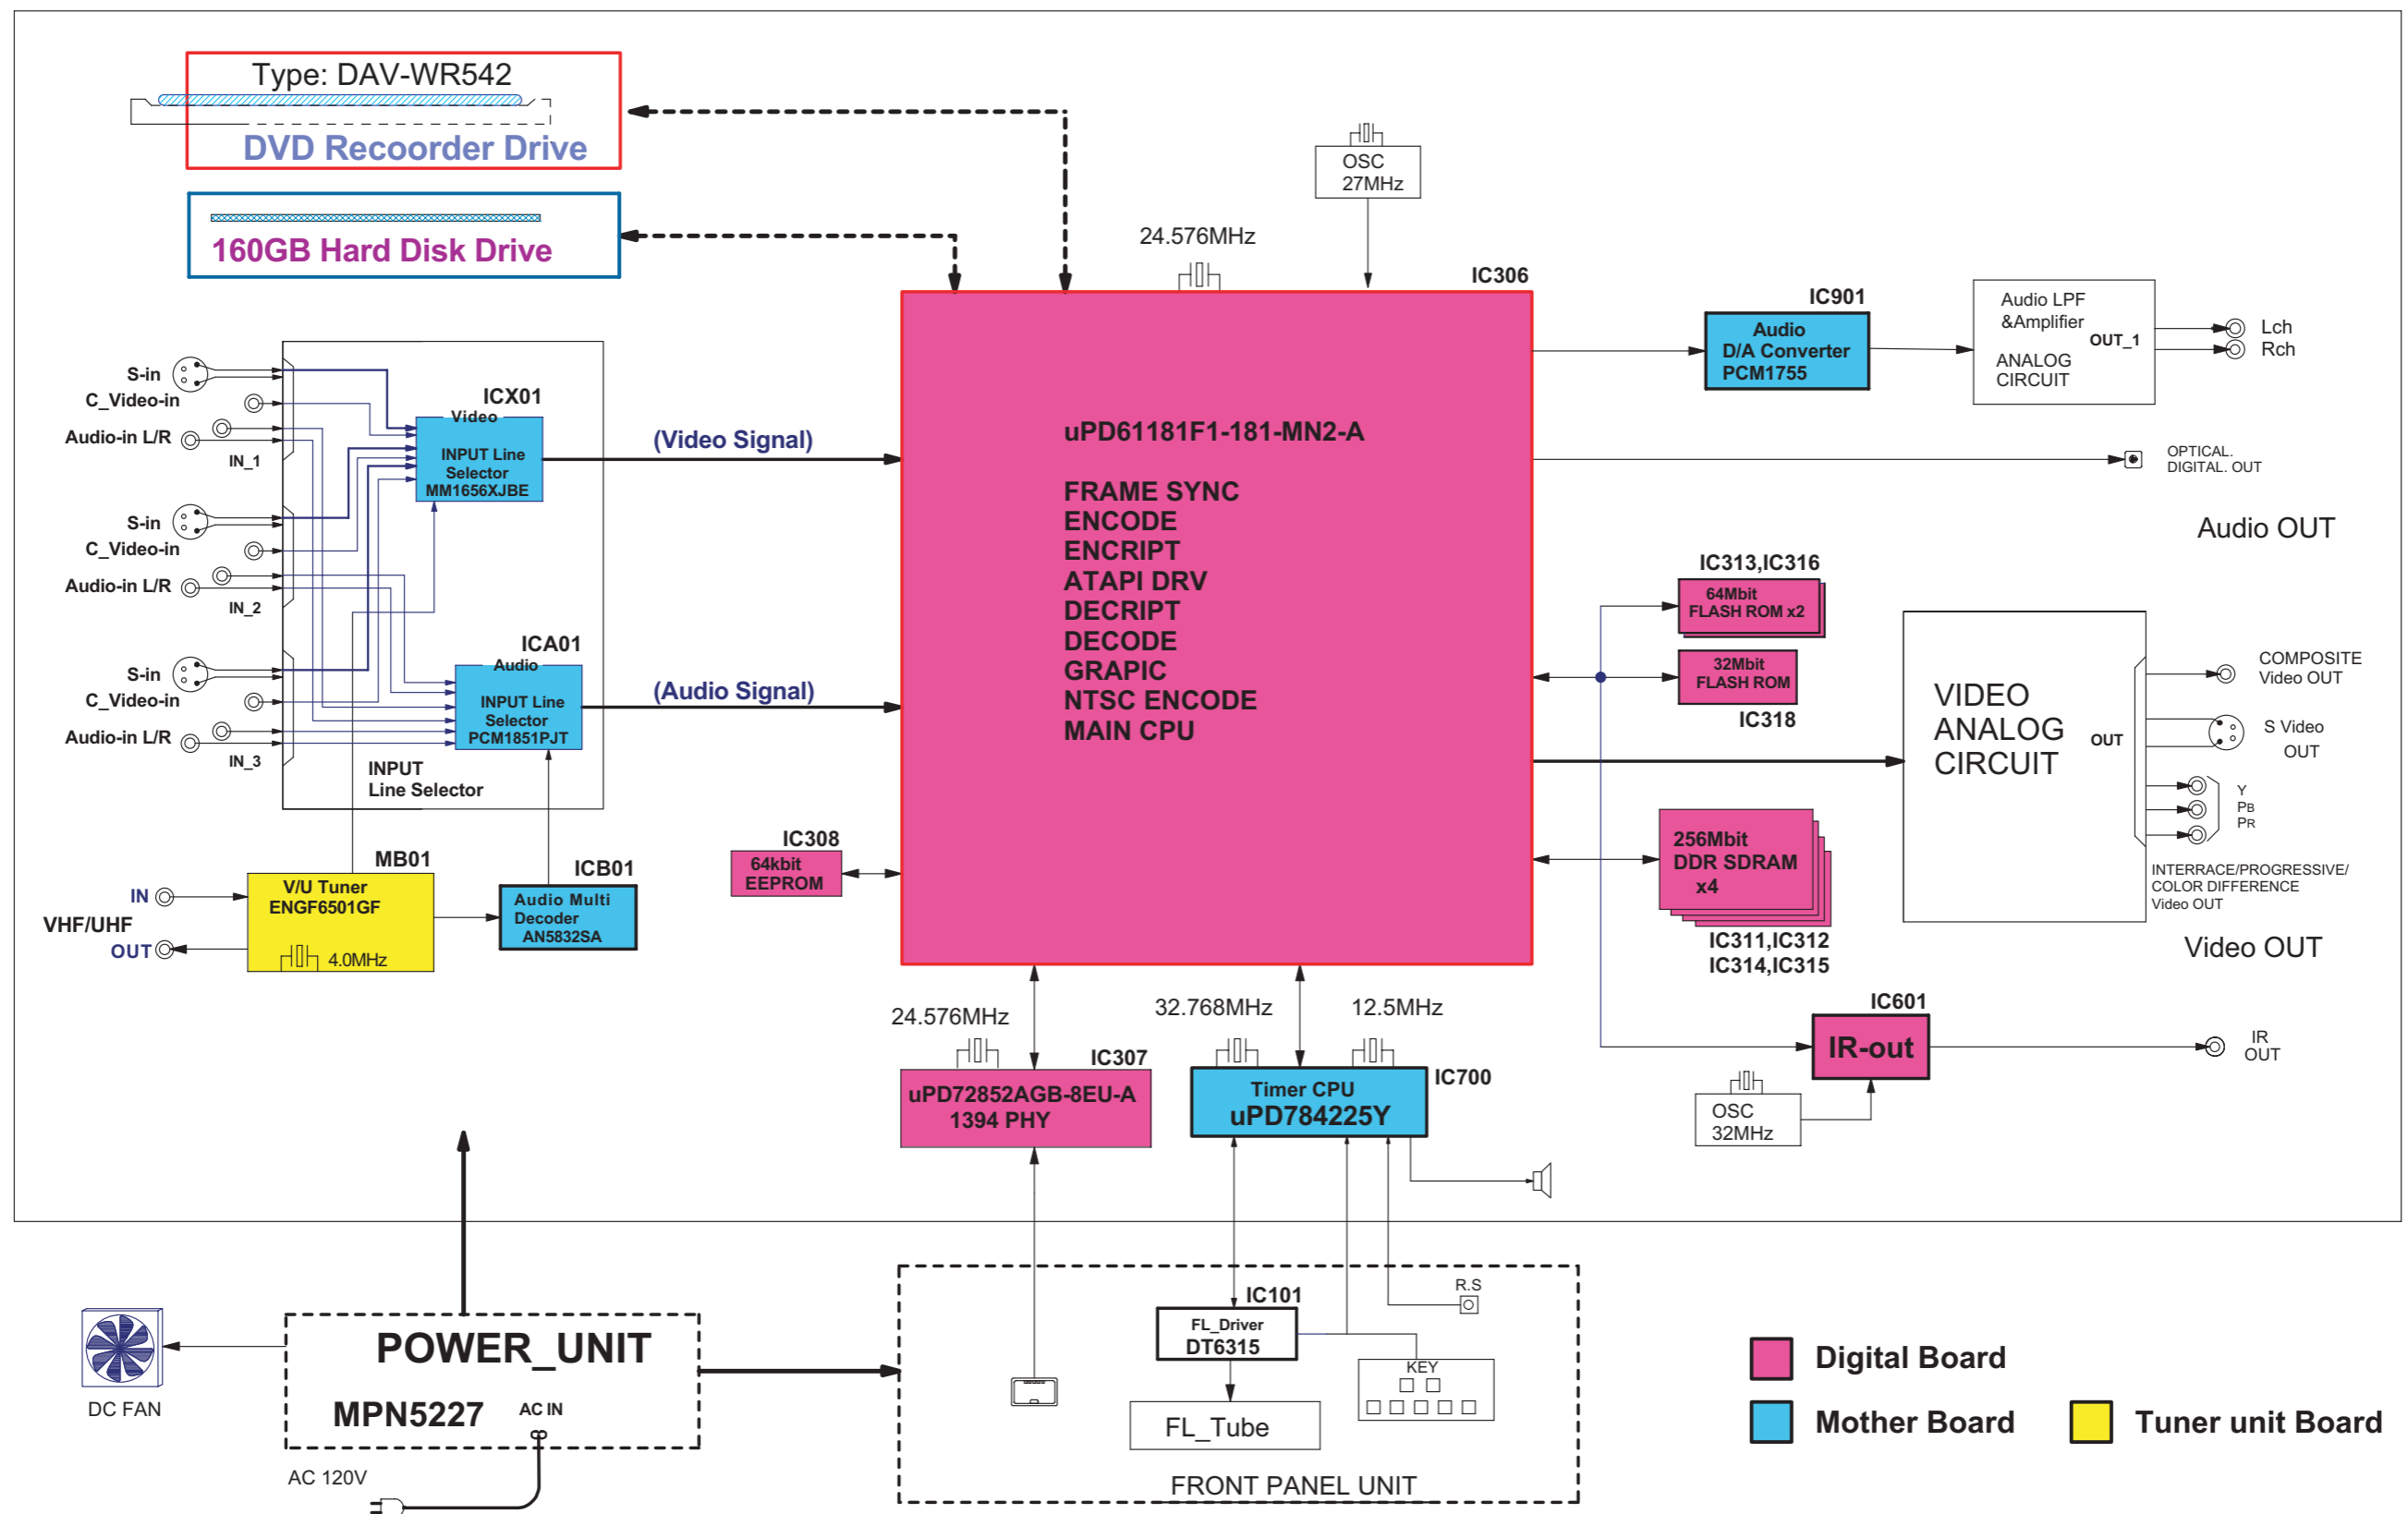 Type: DAV-WR542
DVD Recoorder Drive
160GB Hard Disk Drive
OSC
27MHz
24.576MHz
IC306
uPD61181F1-181-MN2-A
FRAME SYNC
ENCODE
ENCRIPT
ATAPI DRV
DECRIPT
DECODE
GRAPIC
NTSC ENCODE
MAIN CPU
S-in
C_Video-in
Audio-in L/R
IN_1
S-in
C_Video-in
Audio-in L/R
IN_2
S-in
C_Video-in
Audio-in L/R
IN_3
ICX01
Video
INPUT Line
Selector
MM1656XJBE
(Video Signal)
ICA01
Audio
INPUT Line
Selector
PCM1851PJT
(Audio Signal)
INPUT
Line Selector
MB01
V/U Tuner
ENGF6501GF
4.0MHz
IN
VHF/UHF
OUT
ICB01
Audio Multi
Decoder
AN5832SA
IC308
64kbit
EEPROM
IC901
Audio
D/A Converter
PCM1755
Audio LPF
&Amplifier
OUT_1
ANALOG
CIRCUIT
Lch
Rch
OPTICAL.
DIGITAL. OUT
Audio OUT
IC313,IC316
64Mbit
FLASH ROM x2
32Mbit
FLASH ROM
IC318
VIDEO
ANALOG
CIRCUIT
OUT
COMPOSITE
Video OUT
S Video
OUT
Y
PB
PR
INTERRACE/PROGRESSIVE/
COLOR DIFFERENCE
Video OUT
Video OUT
256Mbit
DDR SDRAM
x4
IC311,IC312
IC314,IC315
IC601
IR-out
IR
OUT
OSC
32MHz
24.576MHz
IC307
uPD72852AGB-8EU-A
1394 PHY
32.768MHz
12.5MHz
IC700
Timer CPU
uPD784225Y
DC FAN
POWER_UNIT
MPN5227
AC IN
AC 120V
IC101
FL_Driver
DT6315
FL_Tube
R.S
KEY
FRONT PANEL UNIT
Digital Board
Mother Board
Tuner unit Board